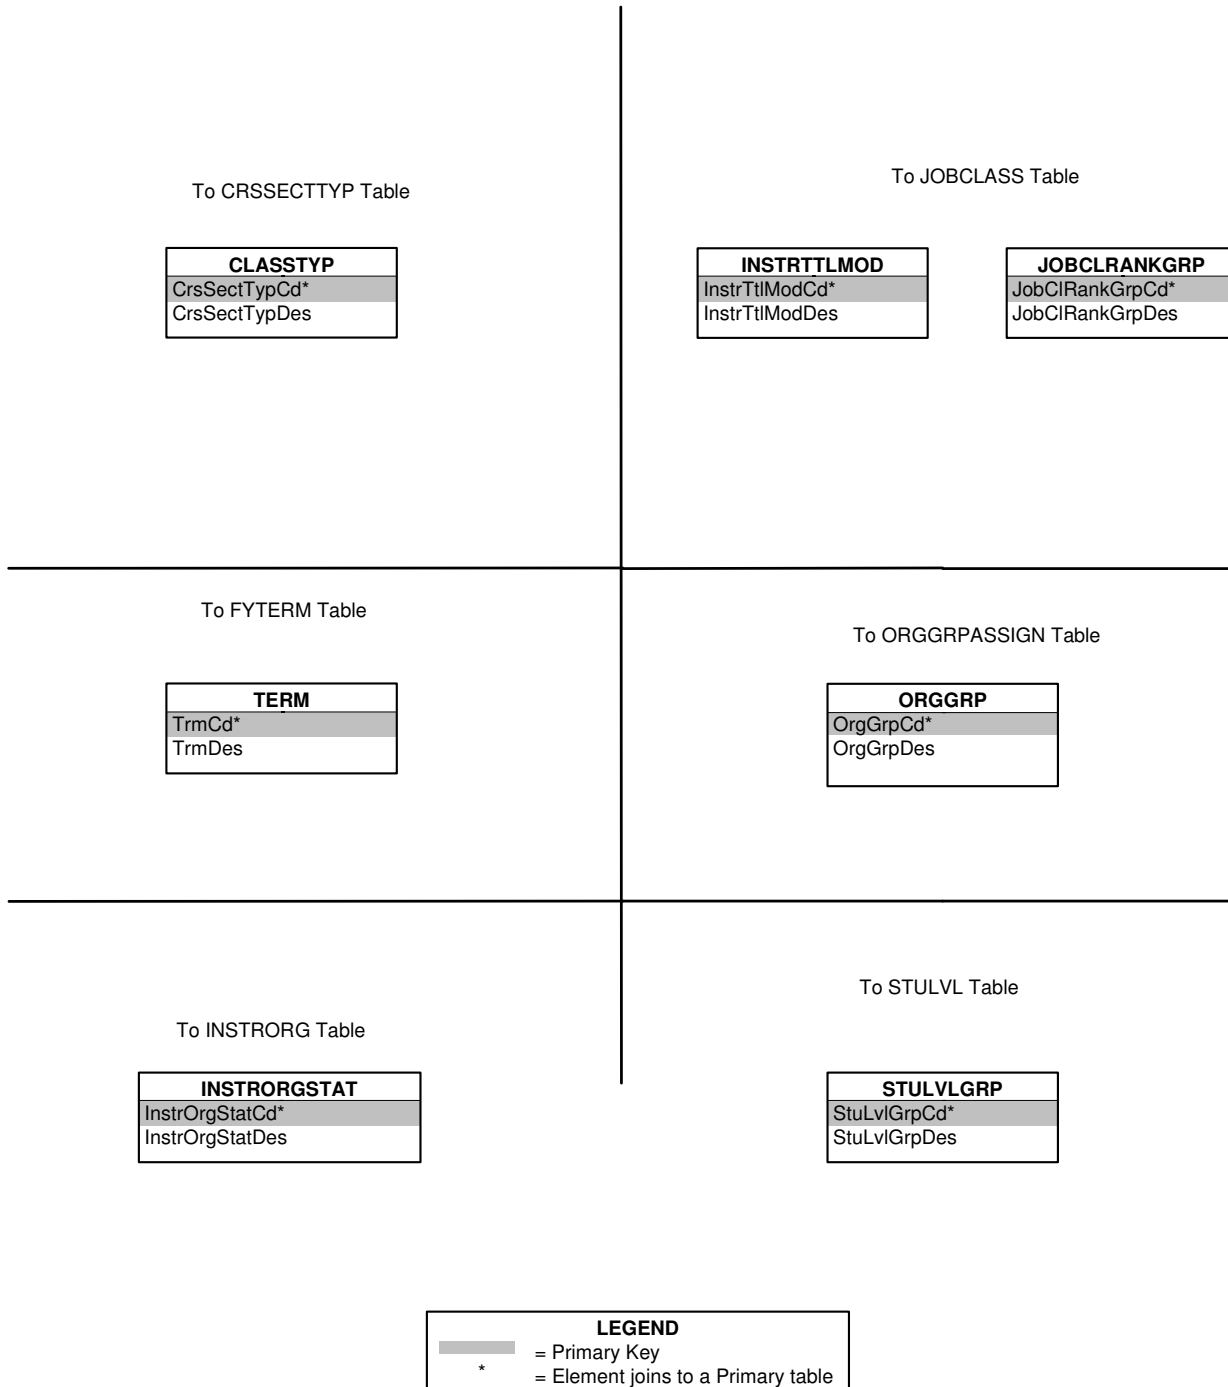 To CRSSECTTYP Table
CLASSTYP
CrsSectTypCd*
CrsSectTypDes
To JOBCLASS Table
INSTRTTLMOD
InstrTtlModCd*
InstrTtlModDes
JOBCLRANKGRP
JobClRankGrpCd*
JobClRankGrpDes
To FYTERM Table
TERM
TrmCd*
TrmDes
To ORGGRPASSIGN Table
ORGGRP
OrgGrpCd*
OrgGrpDes
To INSTRORG Table
INSTRORGSTAT
InstrOrgStatCd*
InstrOrgStatDes
To STULVL Table
STULVLGRP
StuLvlGrpCd*
StuLvlGrpDes
LEGEND
= Primary Key
* = Element joins to a Primary table